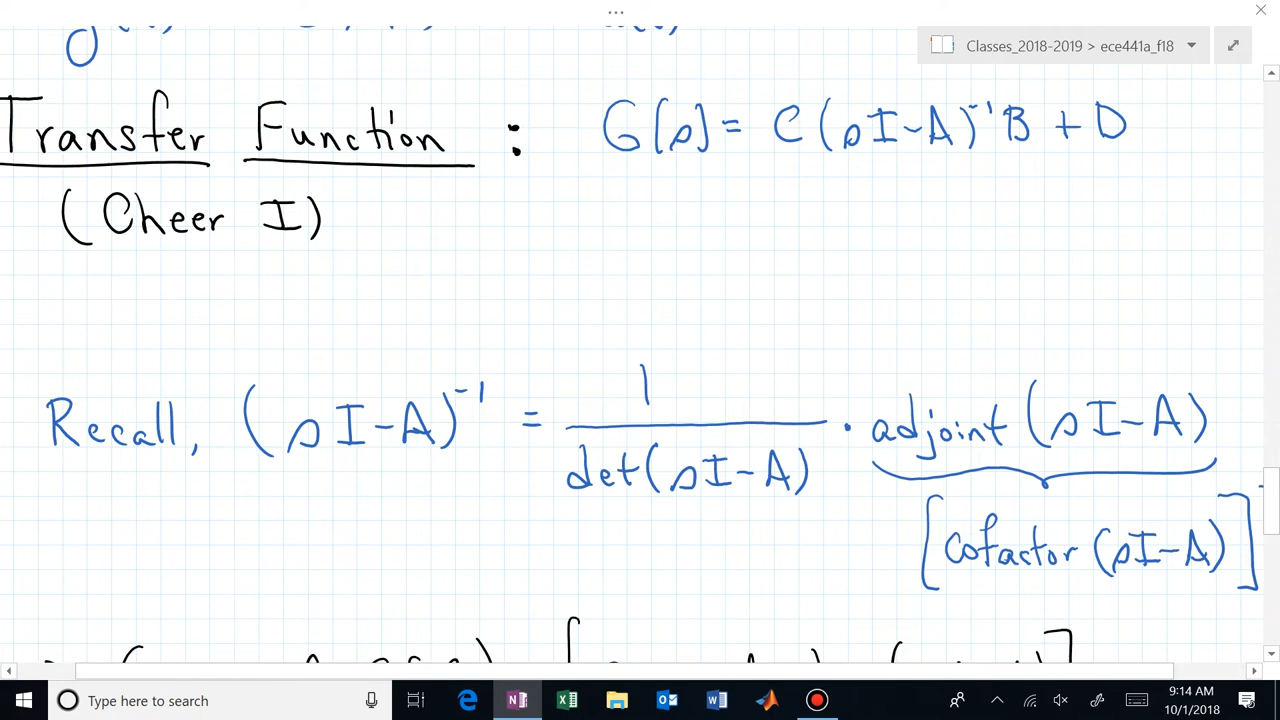 Classes_2018-2019 > ece441a_f18
Transfer Function : G[s] = C(sI-A)⁻¹B + D
(Cheer I)
Recall, (sI-A)⁻¹ = 1 / det(sI-A) · adjoint(sI-A)
[cofactor(sI-A)]
Type here to search
9:14 AM
10/1/2018